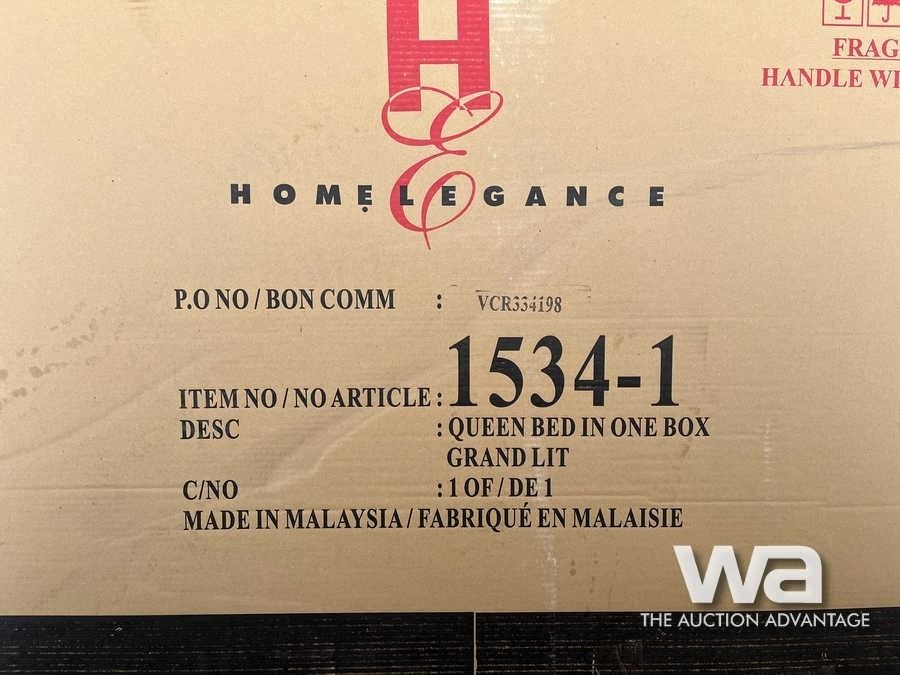 FRAG
HANDLE WI
HE
E
HOMELEGANCE
P.O NO / BON COMM : VCR334198
ITEM NO / NO ARTICLE : 1534-1
DESC : QUEEN BED IN ONE BOX
GRAND LIT
C/NO : 1 OF / DE 1
MADE IN MALAYSIA / FABRIQUÉ EN MALAISIE
wa
THE AUCTION ADVANTAGE